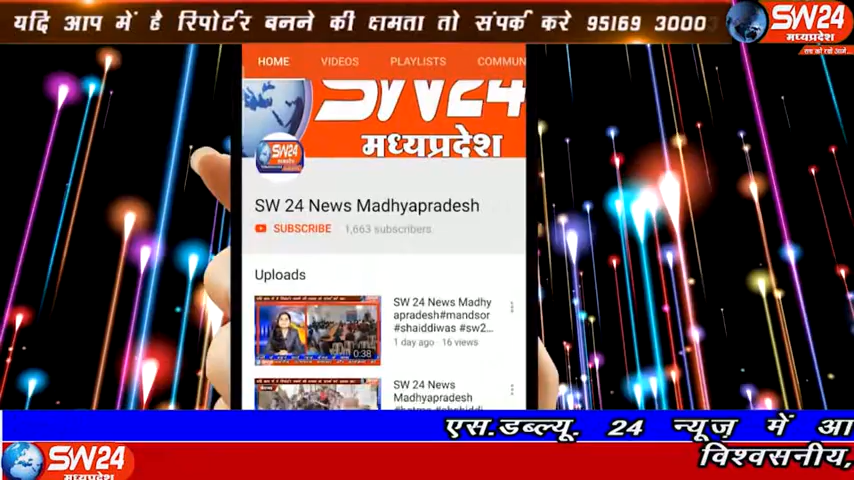 यदि आप में है रिपोर्टर बनने की क्षमता तो संपर्क करे 95169 3000
SW24
मध्यप्रदेश
HOME VIDEOS PLAYLISTS COMMUN
SW24
मध्यप्रदेश
SW24
SW 24 News Madhyapradesh
SUBSCRIBE 1,663 subscribers
Uploads
SW 24 News Madhy
apradesh#mandsor
#shaiddiwas #sw2...
1 day ago · 16 views
0:38
SW 24 News
Madhyapradesh
एस.डब्ल्यू. 24 न्यूज़ में आ
विश्वसनीय,
SW24
मध्यप्रदेश